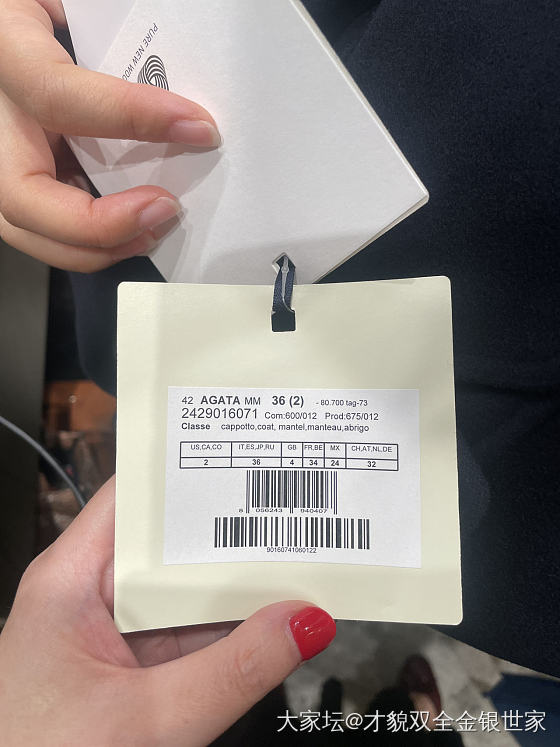 PURE NEW WOOL
42 AGATA MM 36 (2) - 80.700 tag-73
2429016071 Com:600/012 Prod:675/012
Classe cappotto,coat, mantel,manteau,abrigo
US,CA,CO IT,ES,JP,RU GB FR,BE MX CH,AT,NL,DE
2 36 4 34 24 32
8 056243 940407
90160741060122
大家坛@才貌双全金银世家